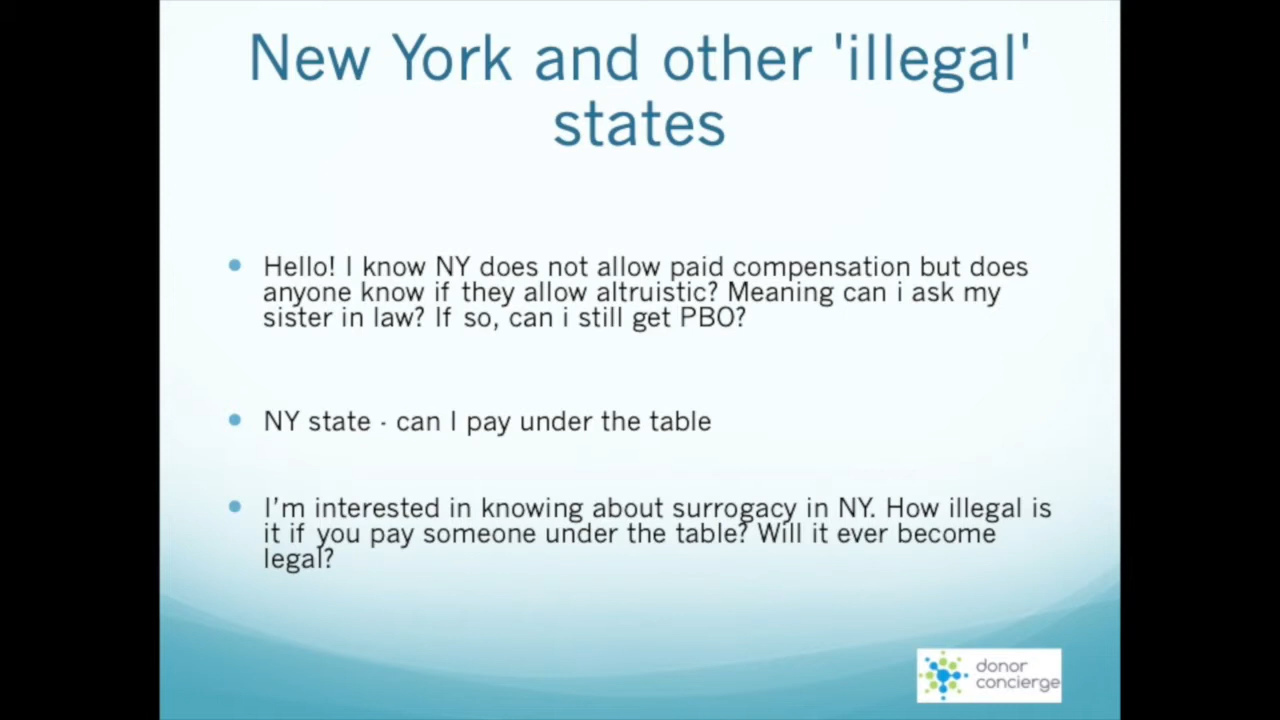 New York and other 'illegal'
states
Hello! I know NY does not allow paid compensation but does
anyone know if they allow altruistic? Meaning can i ask my
sister in law? If so, can i still get PBO?
NY state - can I pay under the table
I'm interested in knowing about surrogacy in NY. How illegal is
it if you pay someone under the table? Will it ever become
legal?
donor
concierge